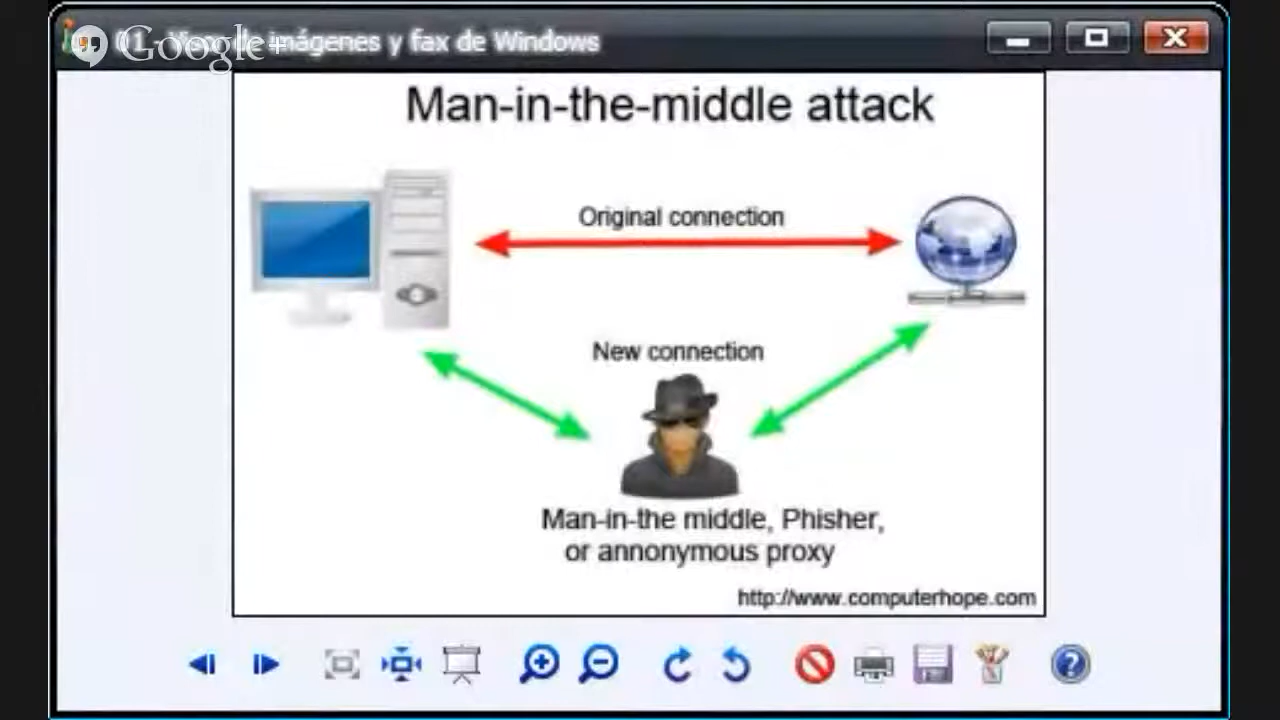 Google+
01 - Visor de imágenes y fax de Windows
Man-in-the-middle attack
Original connection
New connection
Man-in-the middle, Phisher,
or annonymous proxy
http://www.computerhope.com